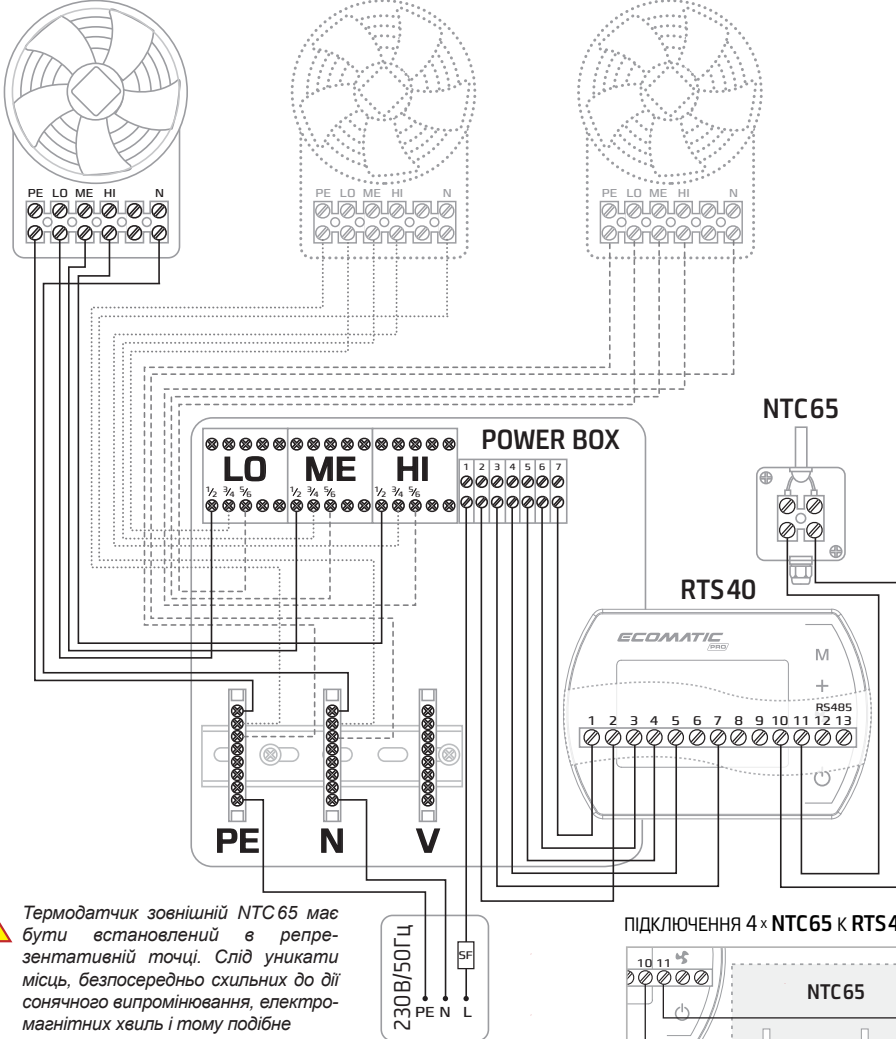 PE LO ME HI N
PE LO ME HI N
PE LO ME HI N
POWER BOX
LO ME HI
1 2 3 4 5 6 7
½ ¾ ⅚ ½ ¾ ⅚ ½ ¾ ⅚
NTC65
RTS40
ECOMATIC
PRO
M
+
RS485
1 2 3 4 5 6 7 8 9 10 11 12 13
PE N V
Термодатчик зовнішній NTC65 має
бути встановлений в репре-
зентативній точці. Слід уникати
місць, безпосередньо схильних до дії
сонячного випромінювання, електро-
магнітних хвиль і тому подібне
230В/50Гц
SF
PE N L
ПІДКЛЮЧЕННЯ 4 x NTC65 К RTS4
10 11
NTC65